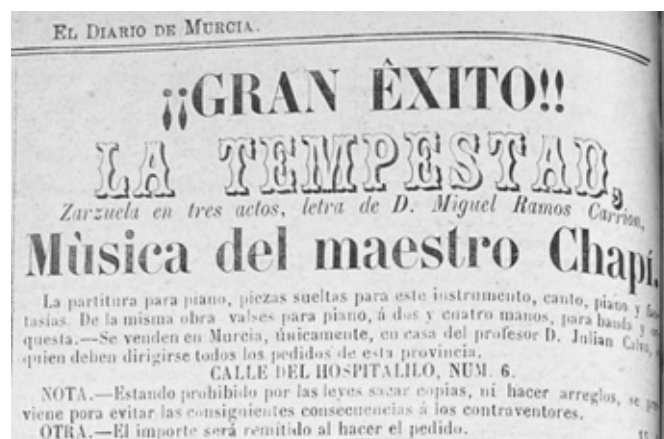 EL DIARIO DE MURCIA.
¡¡GRAN ÊXITO!!
LA TEMPESTAD,
Zarzuela en tres actos, letra de D. Miguel Ramos Carrion,
Mùsica del maestro Chapí.
La partitura para piano, piezas sueltas para este instrumento, canto, piano y
tasias. De la misma obra valses para piano, á dos y cuatro manos, para banda y
questa.—Se venden en Murcia, únicamente, en casa del profesor D. Julian Calvo,
quien deben dirigirse todos los pedidos de esta provincia.
CALLE DEL HOSPITALILO, NUM. 6.
NOTA.—Estando prohibido por las leyes sacar copias, ni hacer arreglos, se
viene pora evitar las consiguientes consecuencias á los contraventores.
OTRA.—El importe será remitido al hacer el pedido.